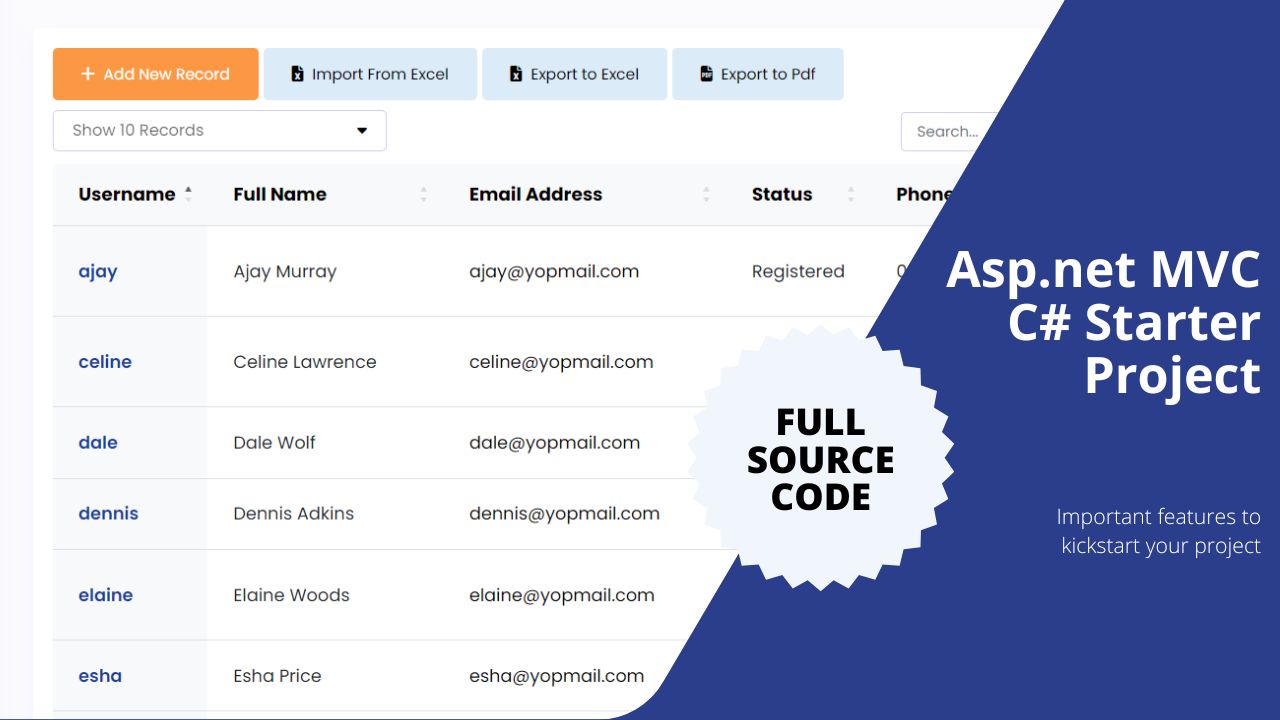 Add New Record Import From Excel Export to Excel Export to Pdf
Show 10 Records Search...
Username Full Name Email Address Status Phone
ajay Ajay Murray ajay@yopmail.com Registered 0
celine Celine Lawrence celine@yopmail.com
dale Dale Wolf dale@yopmail.com
dennis Dennis Adkins dennis@yopmail.com
elaine Elaine Woods elaine@yopmail.com
esha Esha Price esha@yopmail.com
FULL
SOURCE
CODE
Asp.net MVC
C# Starter
Project
Important features to
kickstart your project